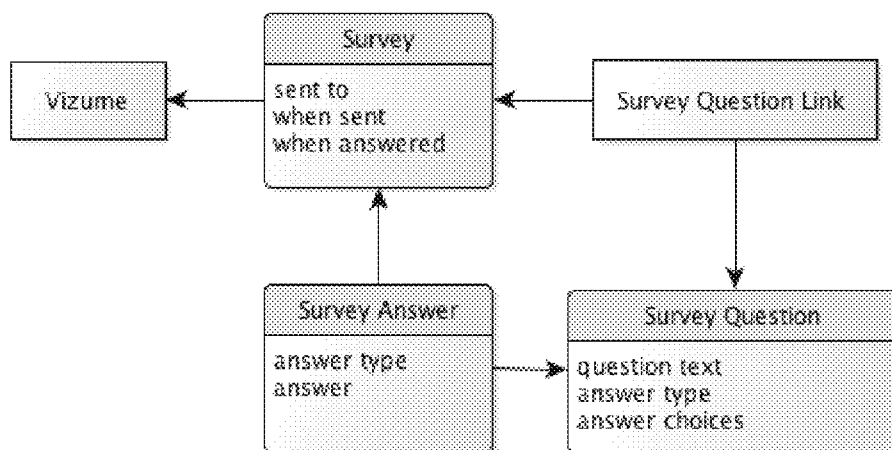 Survey
sent to
when sent
when answered
Vizume
Survey Question Link
Survey Answer
answer type
answer
Survey Question
question text
answer type
answer choices